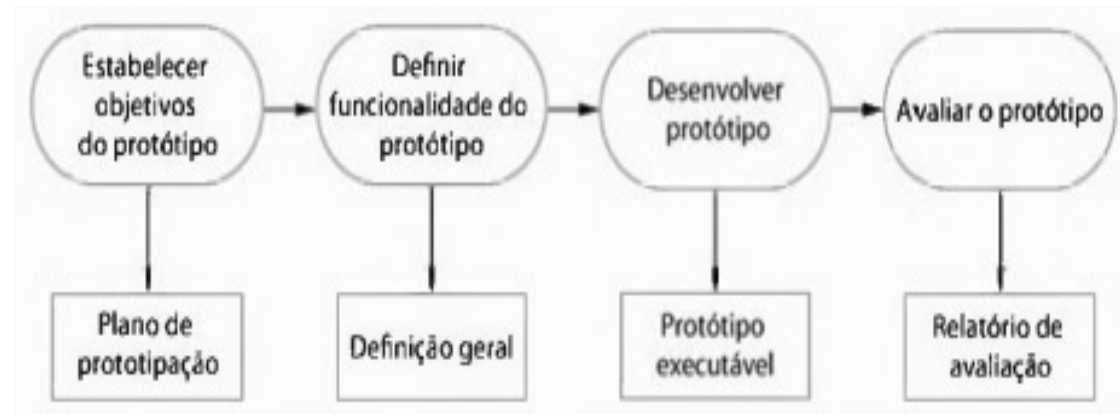 Estabelecer
objetivos
do protótipo
Definir
funcionalidade do
protótipo
Desenvolver
protótipo
Avaliar o protótipo
Plano de
prototipação
Definição geral
Protótipo
executável
Relatório de
avaliação